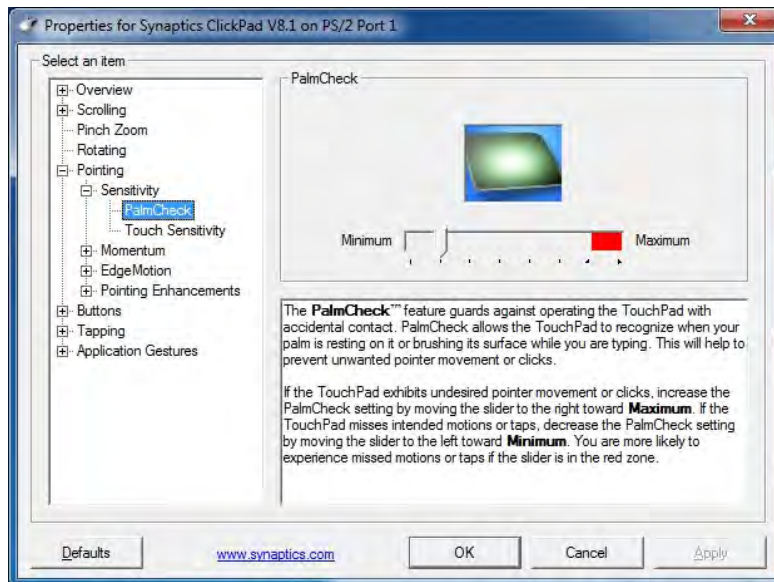 Properties for Synaptics ClickPad V8.1 on PS/2 Port 1
Select an item
Overview
Scrolling
Pinch Zoom
Rotating
Pointing
Sensitivity
PalmCheck
Touch Sensitivity
Momentum
EdgeMotion
Pointing Enhancements
Buttons
Tapping
Application Gestures
PalmCheck
Minimum
Maximum
The PalmCheck™ feature guards against operating the TouchPad with
accidental contact. PalmCheck allows the TouchPad to recognize when your
palm is resting on it or brushing its surface while you are typing. This will help to
prevent unwanted pointer movement or clicks.
If the TouchPad exhibits undesired pointer movement or clicks, increase the
PalmCheck setting by moving the slider to the right toward Maximum. If the
TouchPad misses intended motions or taps, decrease the PalmCheck setting
by moving the slider to the left toward Minimum. You are more likely to
experience missed motions or taps if the slider is in the red zone.
Defaults
www.synaptics.com
OK
Cancel
Apply